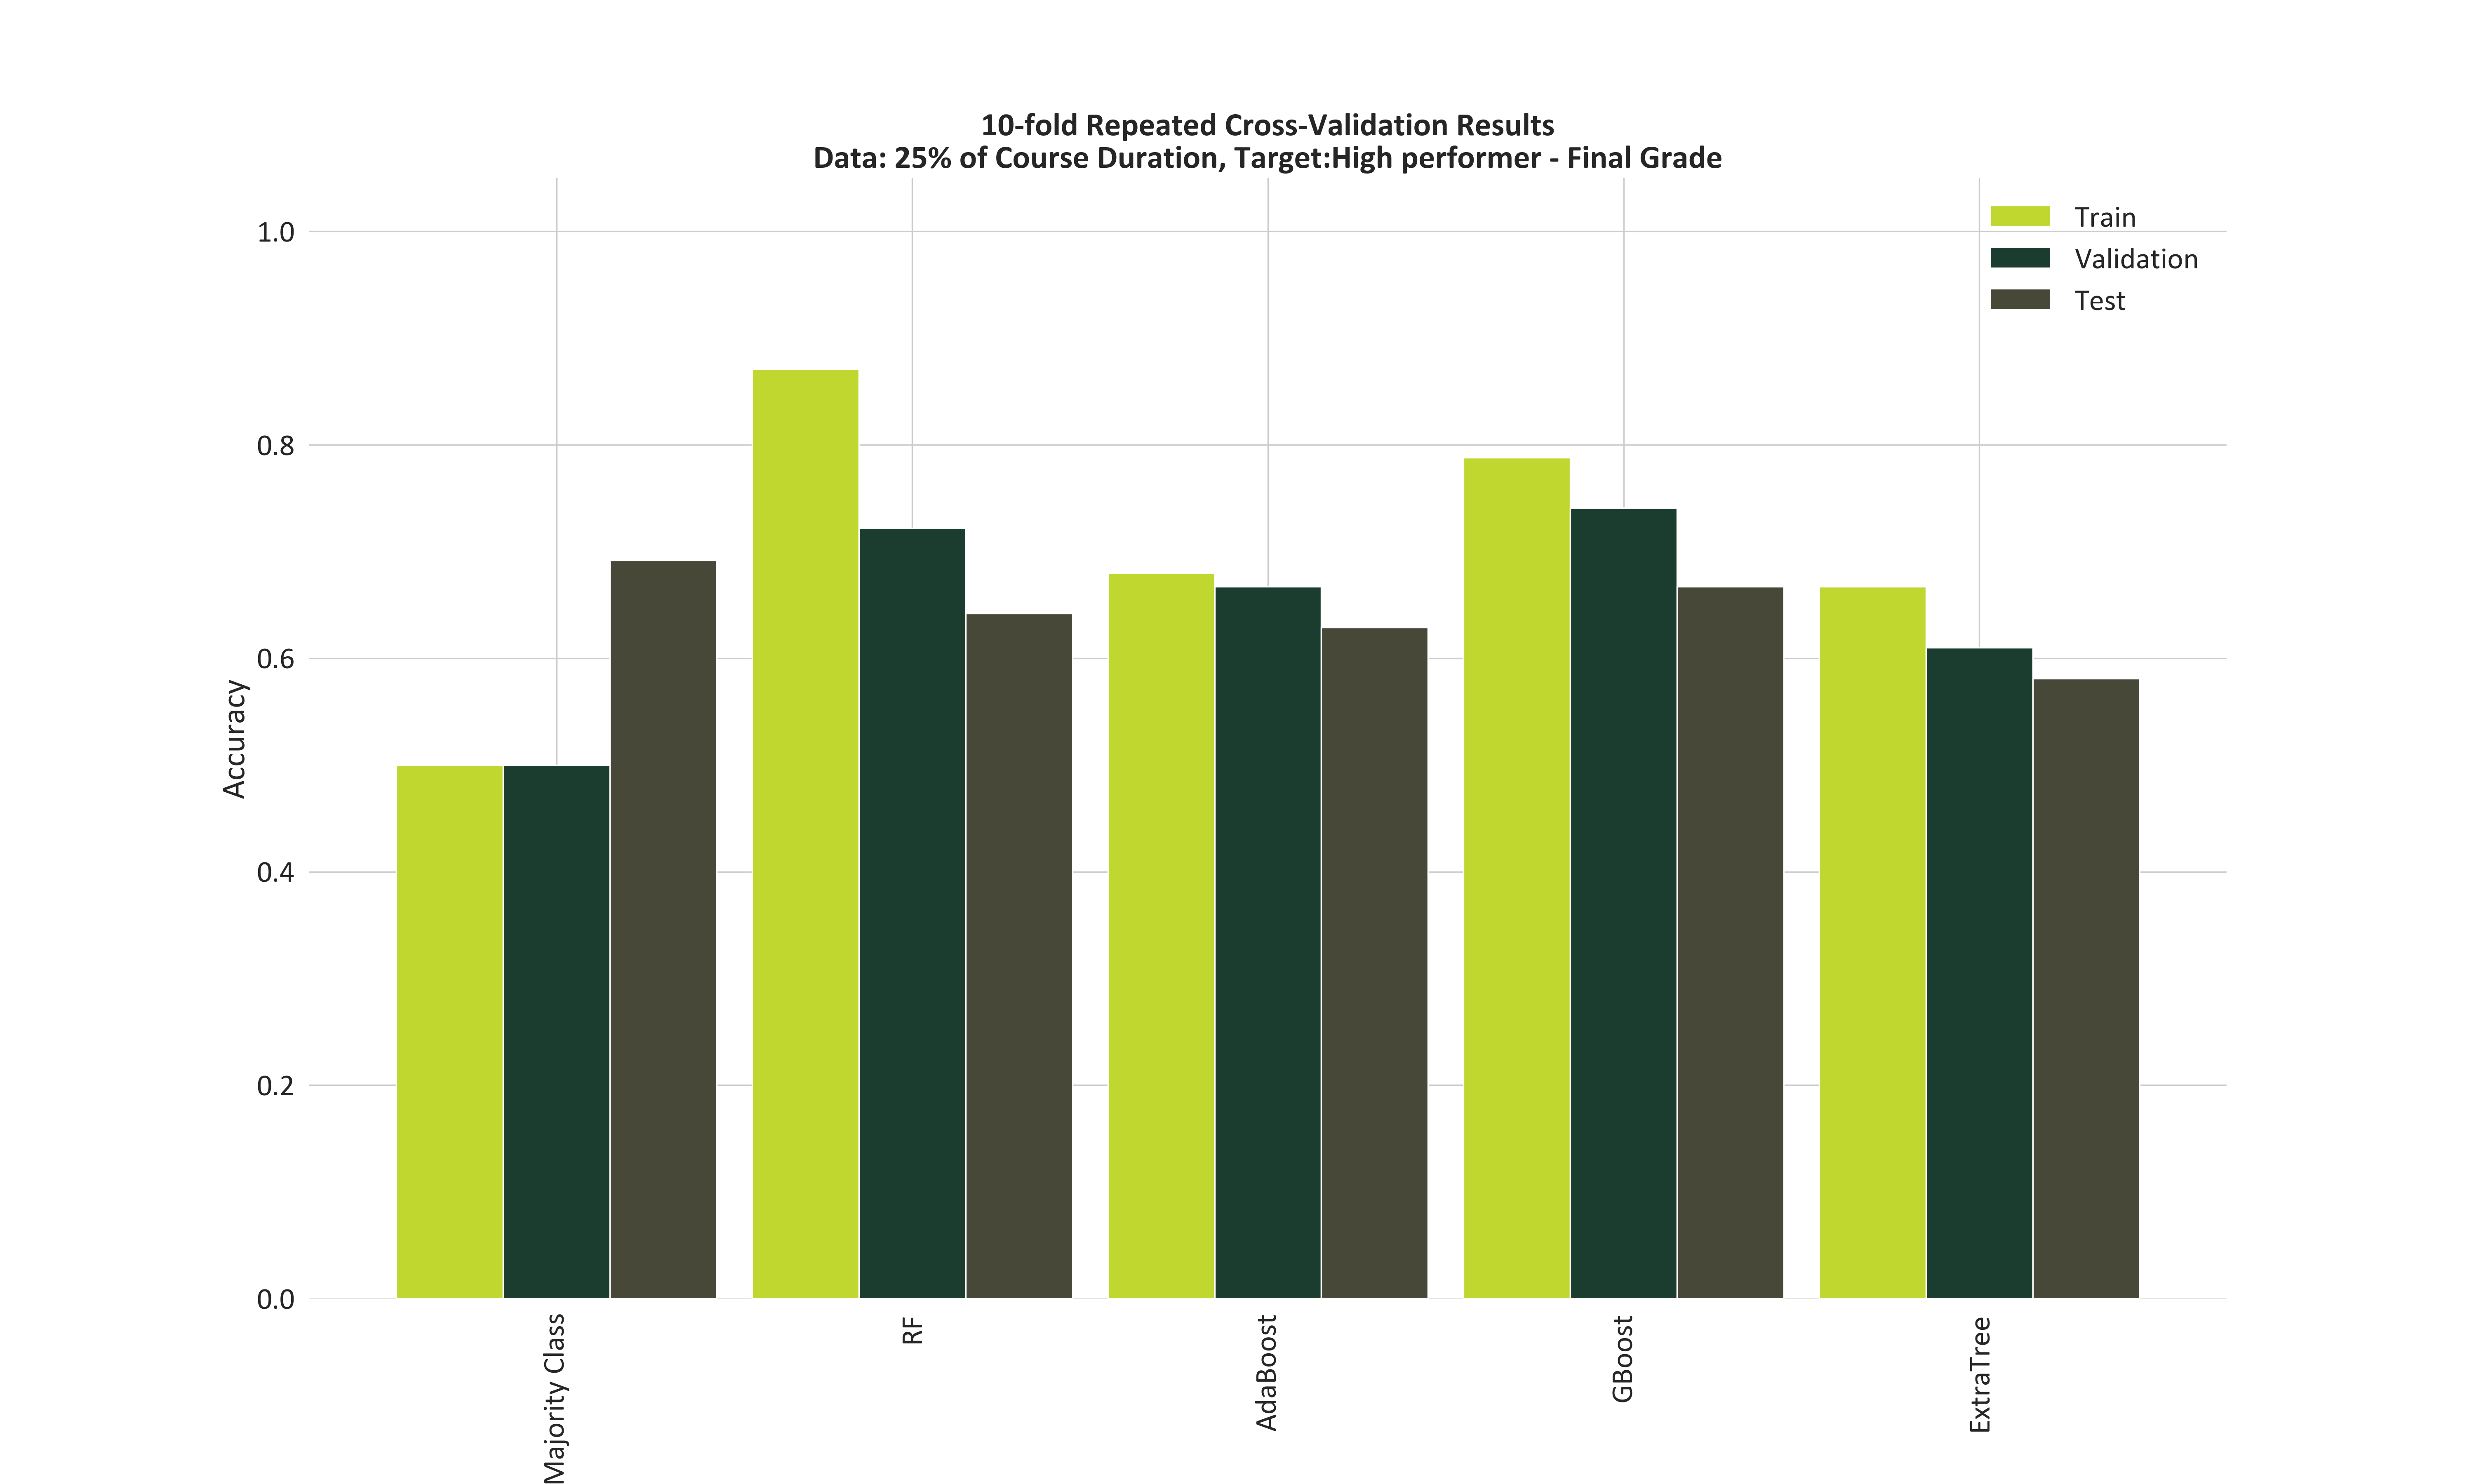 10-fold Repeated Cross-Validation Results
Data: 25% of Course Duration, Target:High performer - Final Grade
Train
Validation
Test
1.0
0.8
0.6
0.4
0.2
0.0
Accuracy
Majority Class
RF
AdaBoost
GBoost
ExtraTree